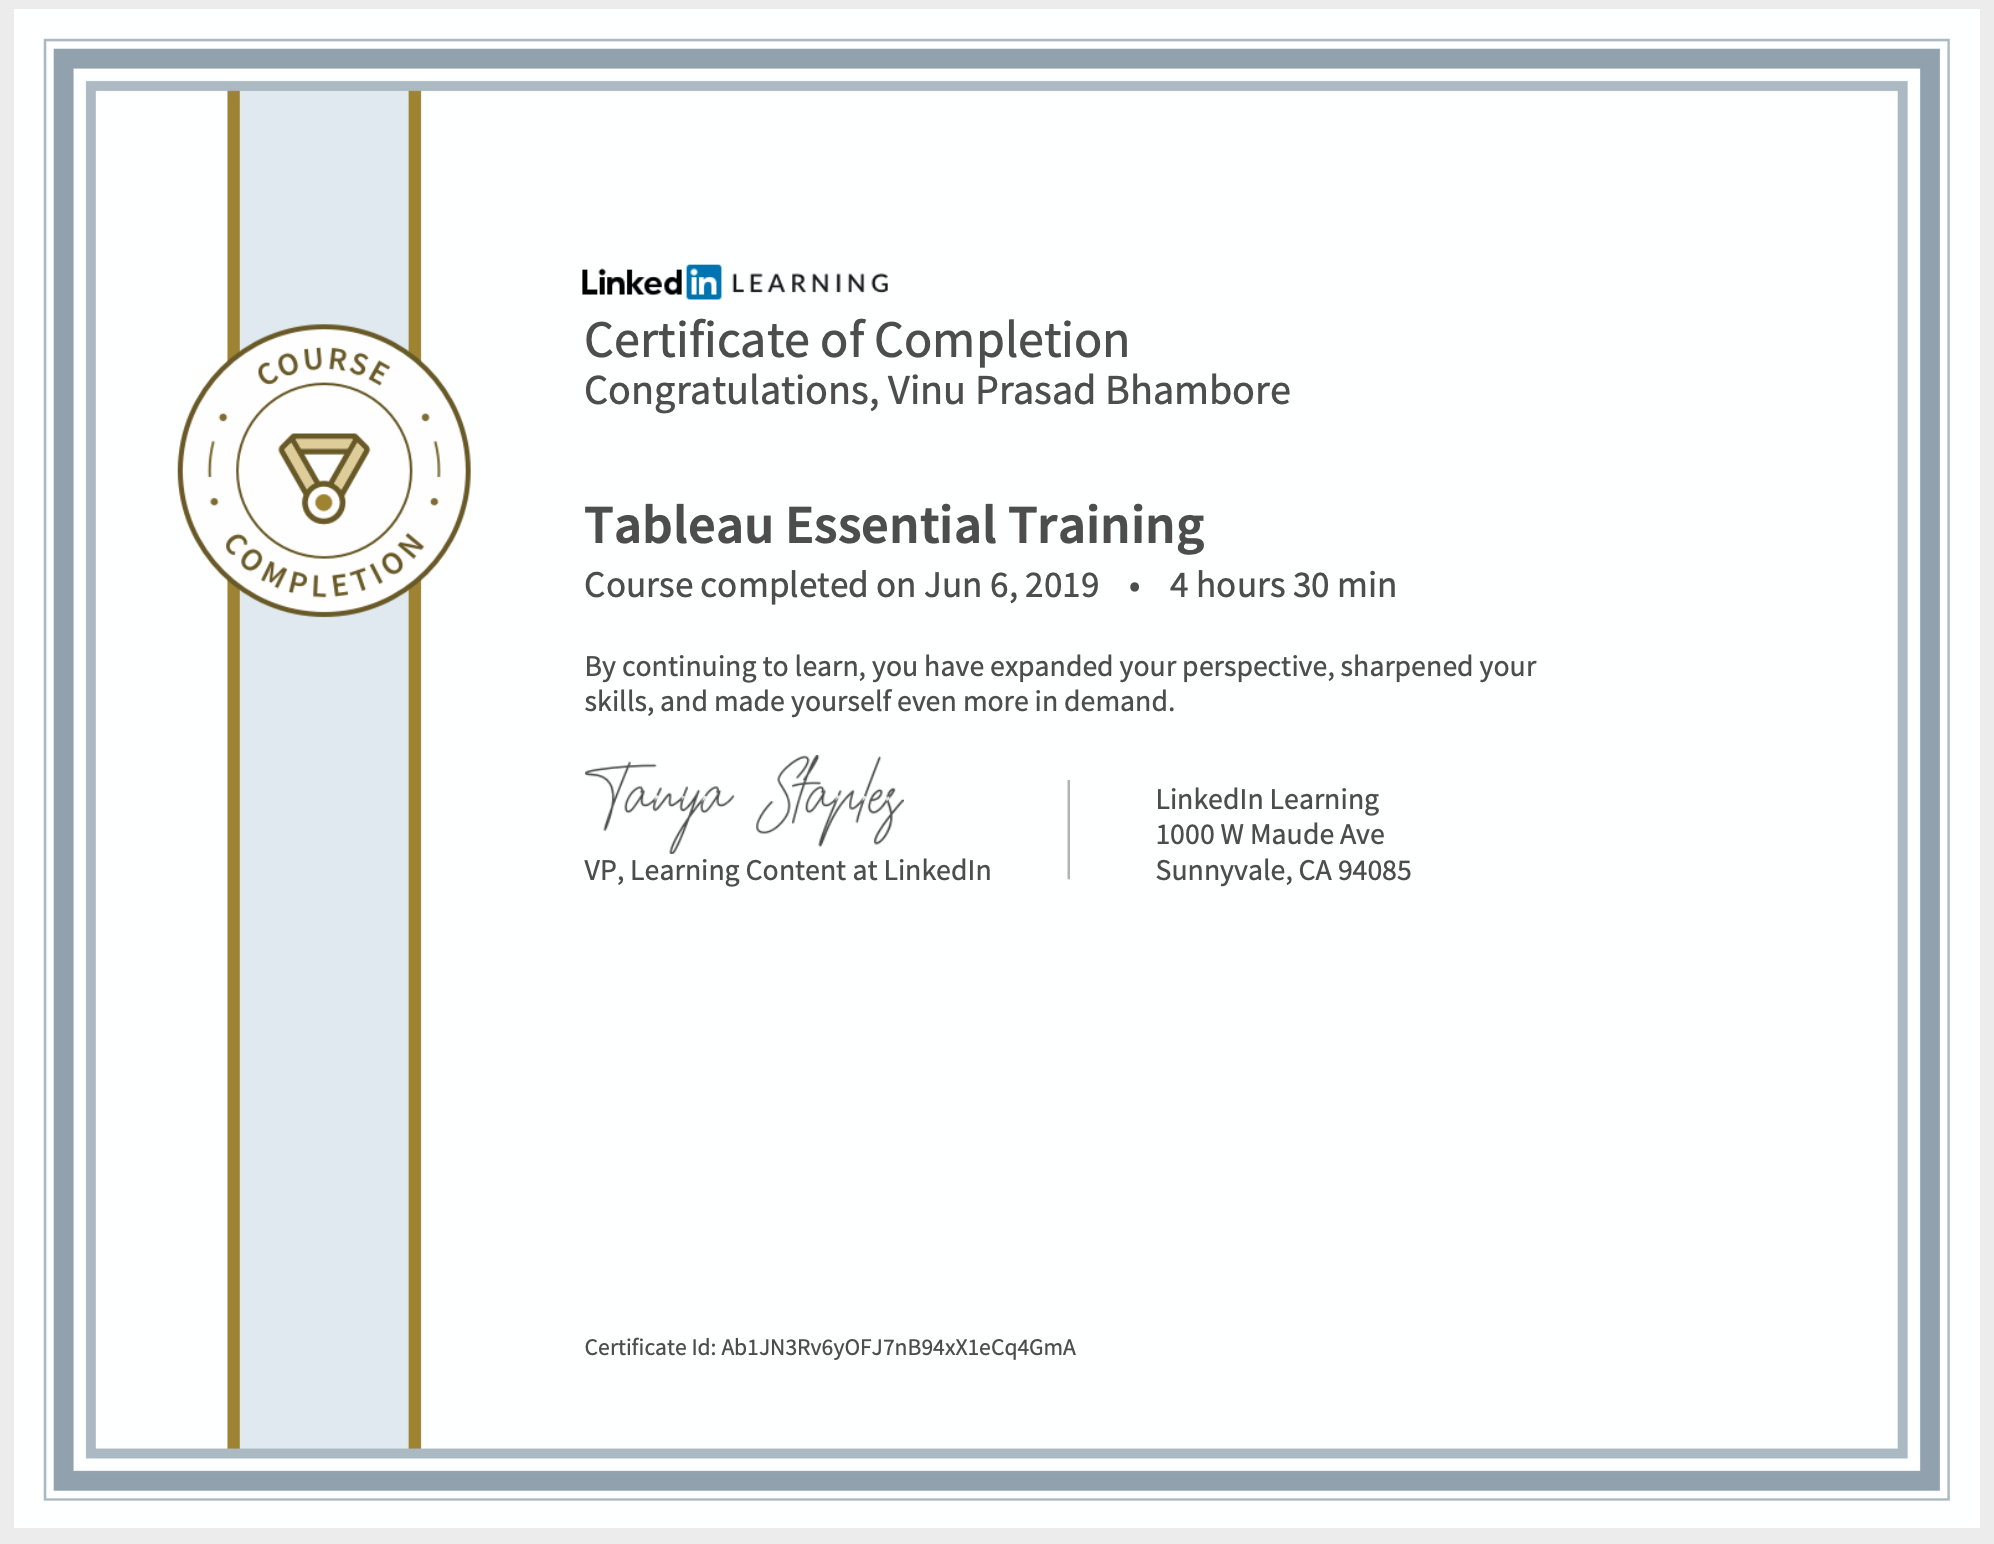 COURSE
COMPLETION
Linked in LEARNING
Certificate of Completion
Congratulations, Vinu Prasad Bhambore
Tableau Essential Training
Course completed on Jun 6, 2019 • 4 hours 30 min
By continuing to learn, you have expanded your perspective, sharpened your
skills, and made yourself even more in demand.
Tanya Staples
VP, Learning Content at LinkedIn
LinkedIn Learning
1000 W Maude Ave
Sunnyvale, CA 94085
Certificate Id: Ab1JN3Rv6yOFJ7nB94xX1eCq4GmA